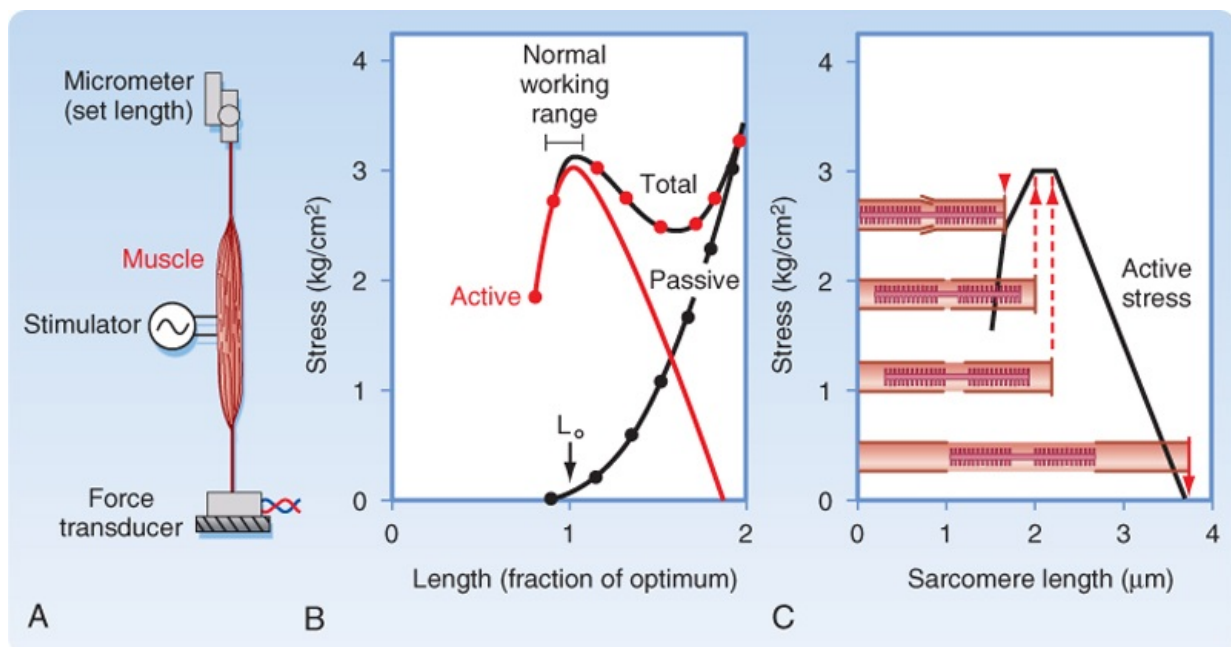 Micrometer
(set length)
Muscle
Stimulator
Force
transducer
A
4
3
2
1
0
Stress (kg/cm²)
Normal
working
range
Total
Active
Passive
Lₒ
0
1
2
Length (fraction of optimum)
B
4
3
2
1
0
Stress (kg/cm²)
Active
stress
0
1
2
3
4
Sarcomere length (μm)
C